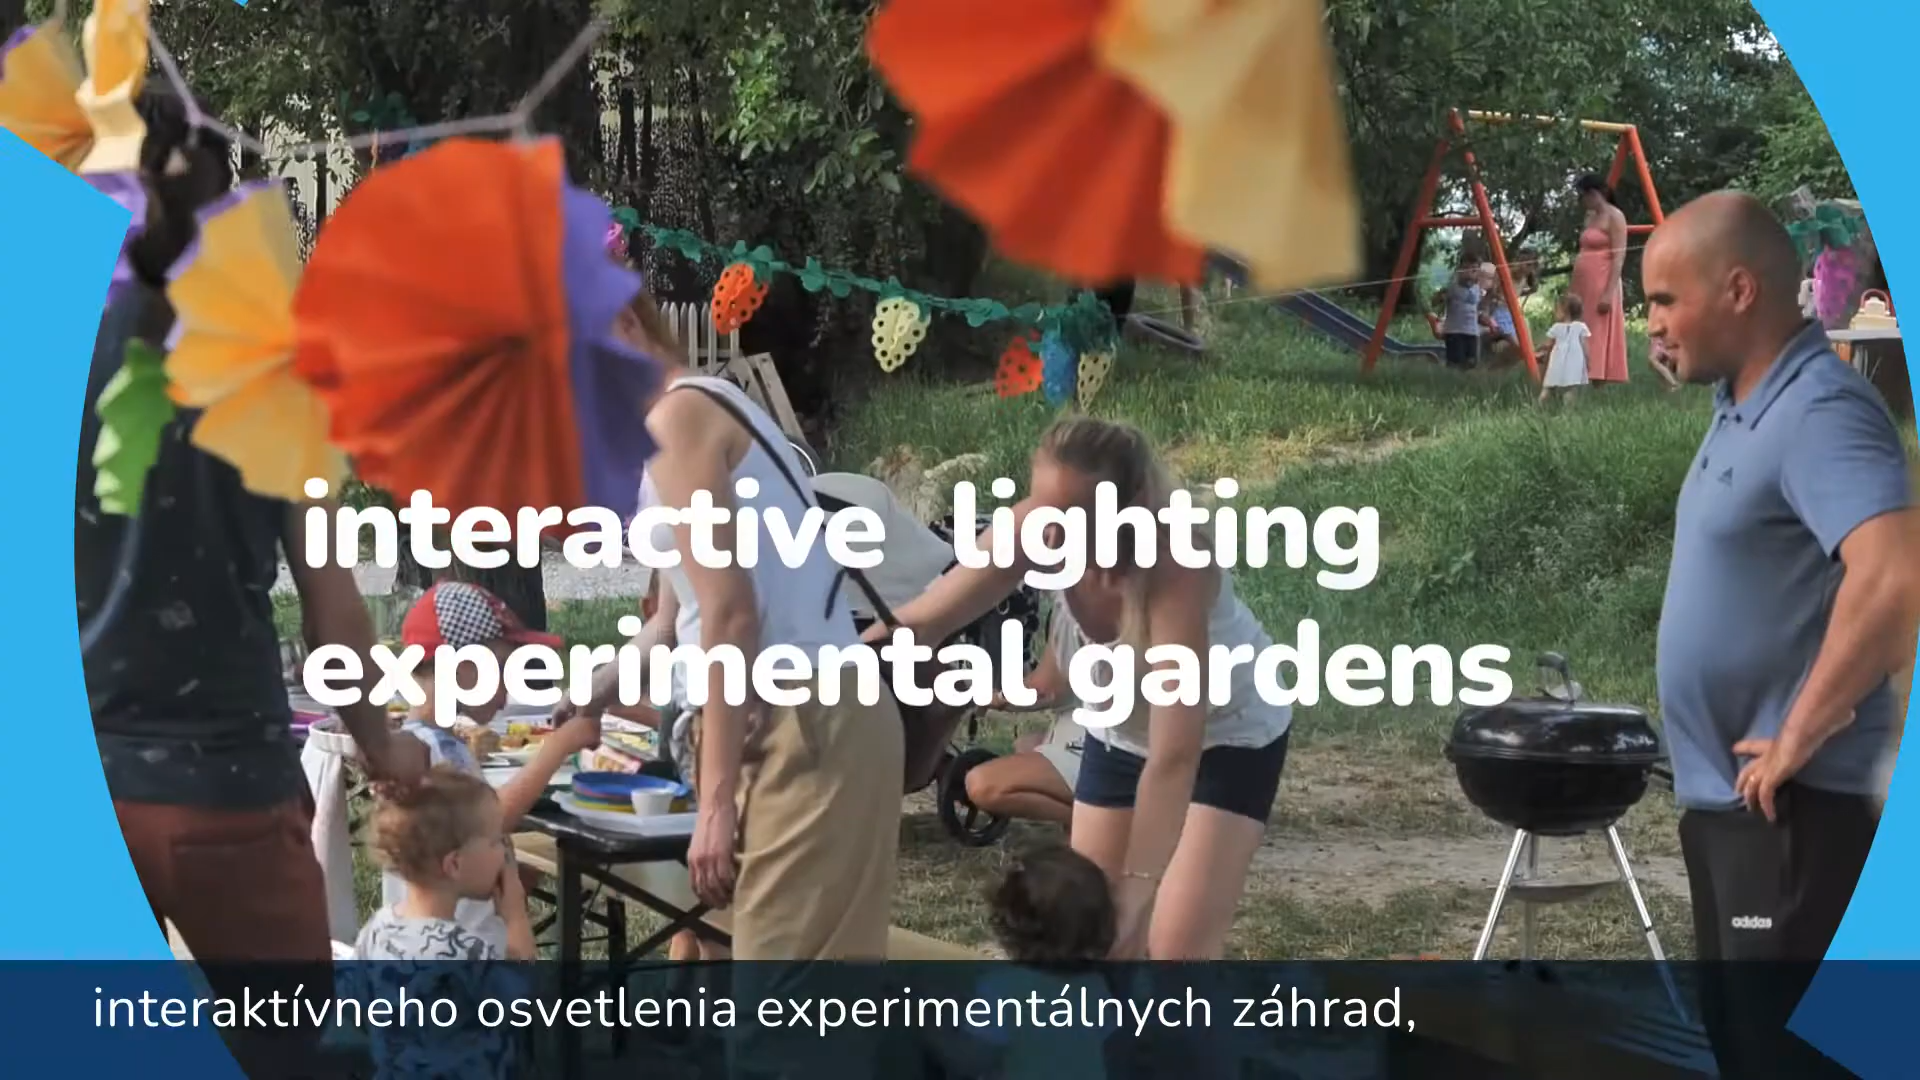 interactive lighting
experimental gardens
adidas
interaktívneho osvetlenia experimentálnych záhrad,